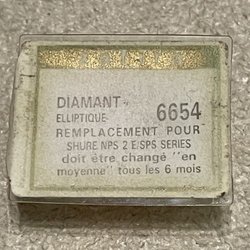 DIAMANT
ELLIPTIQUE 6654
REMPLACEMENT POUR
SHURE NPS 2 E/SPS SERIES
doit être changé "en
moyenne" tous les 6 mois